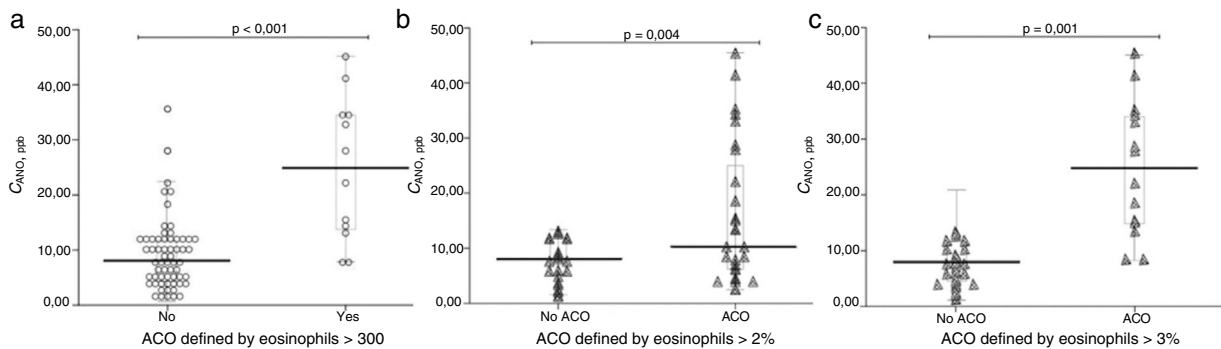 a
50,00
40,00
30,00
20,00
10,00
0,00
CANO, ppb
p < 0,001
No
Yes
ACO defined by eosinophils > 300
b
50,00
40,00
30,00
20,00
10,00
0,00
CANO, ppb
p = 0,004
No ACO
ACO
ACO defined by eosinophils > 2%
c
50,00
40,00
30,00
20,00
10,00
0,00
CANO, ppb
p = 0,001
No ACO
ACO
ACO defined by eosinophils > 3%